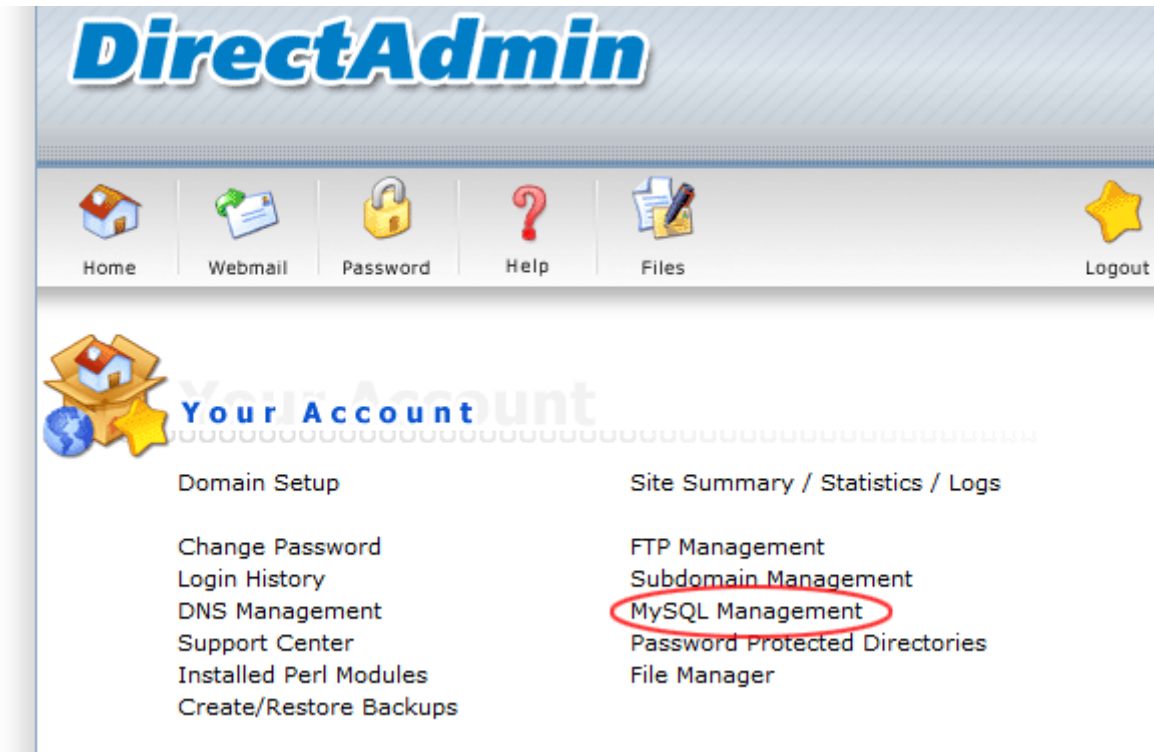 DirectAdmin
Home Webmail Password Help Files Logout
Your Account
Domain Setup
Site Summary / Statistics / Logs
Change Password
Login History
DNS Management
Support Center
Installed Perl Modules
Create/Restore Backups
FTP Management
Subdomain Management
MySQL Management
Password Protected Directories
File Manager